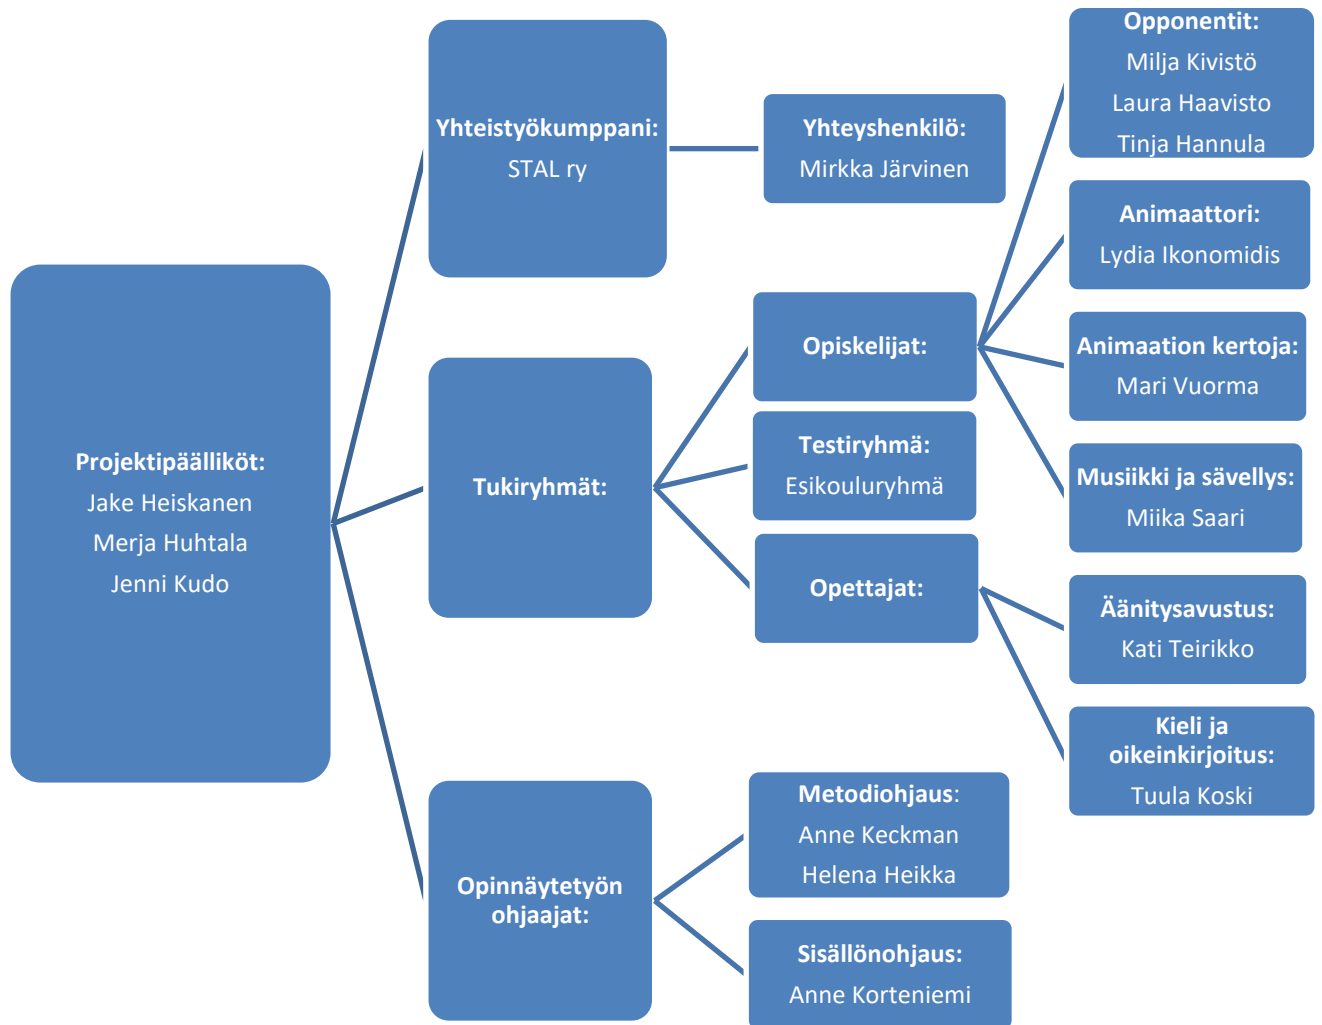 Projektipäälliköt:
Jake Heiskanen
Merja Huhtala
Jenni Kudo
Yhteistyökumppani:
STAL ry
Yhteyshenkilö:
Mirkka Järvinen
Tukiryhmät:
Opiskelijat:
Opponentit:
Milja Kivistö
Laura Haavisto
Tinja Hannula
Animaattori:
Lydia Ikonomidis
Animaation kertoja:
Mari Vuorma
Musiikki ja sävellys:
Miika Saari
Testiryhmä:
Esikouluryhmä
Opettajat:
Äänitysavustus:
Kati Teirikko
Kieli ja
oikeinkirjoitus:
Tuula Koski
Opinnäytetyön
ohjaajat:
Metodiohjaus:
Anne Keckman
Helena Heikka
Sisällönohjaus:
Anne Korteniemi